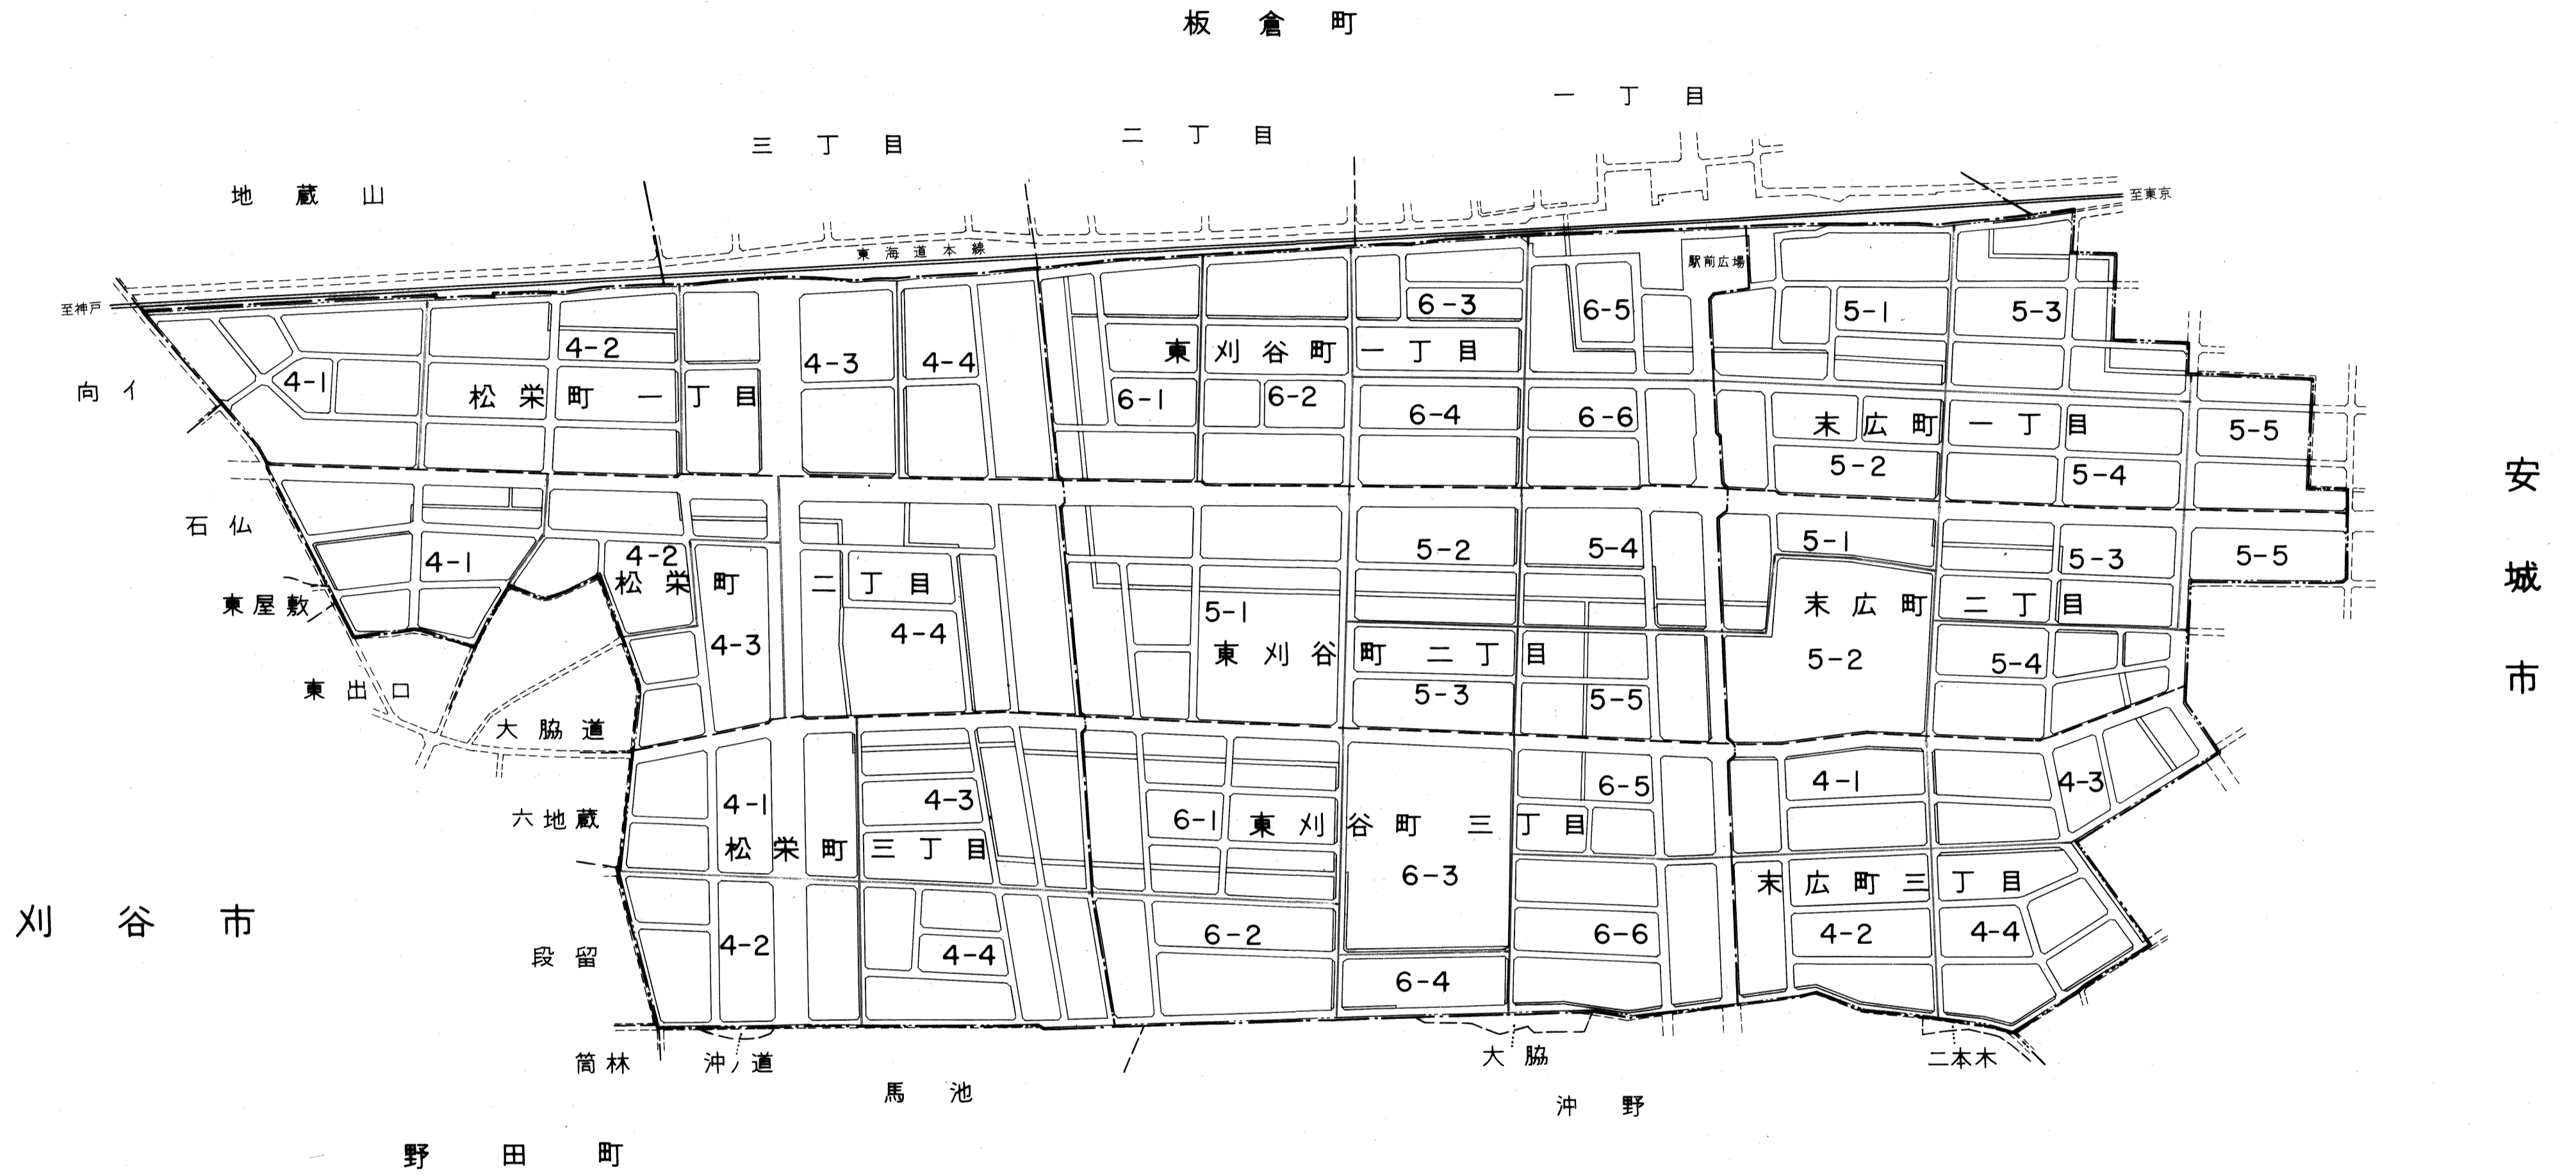 板倉町
一丁目
二丁目
三丁目
地蔵山
至東京
東海道本線
駅前広場
至神戸
6-3
6-5
5-1
5-3
4-2
4-3
4-4
東刈谷町一丁目
4-1
向イ
松栄町一丁目
6-1
6-2
6-4
6-6
末広町一丁目
5-5
5-2
5-4
安城市
石仏
4-1
4-2
5-2
5-4
5-1
5-3
5-5
松栄町二丁目
東屋敷
5-1
末広町二丁目
4-3
4-4
東刈谷町二丁目
5-2
5-4
東出口
5-3
5-5
大脇道
六地蔵
4-1
4-3
6-5
4-1
4-3
6-1
東刈谷町三丁目
松栄町三丁目
6-3
末広町三丁目
刈谷市
段留
4-2
4-4
6-2
6-6
4-2
4-4
6-4
筒林
沖ノ道
大脇
二本木
馬池
沖野
野田町